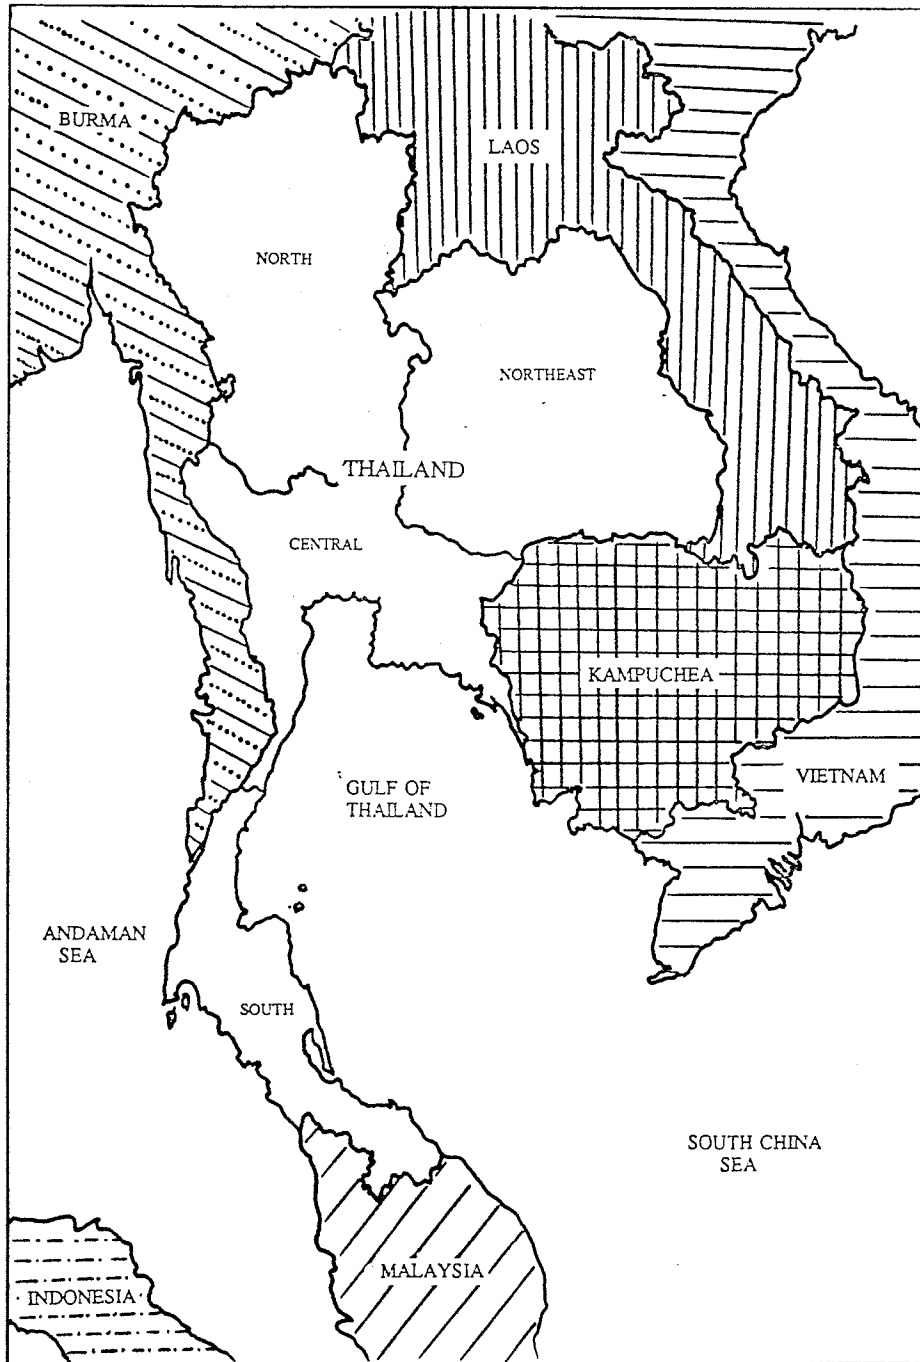 BURMA
LAOS
NORTH
NORTHEAST
THAILAND
CENTRAL
KAMPUCHEA
VIETNAM
GULF OF
THAILAND
ANDAMAN
SEA
SOUTH
SOUTH CHINA
SEA
MALAYSIA
INDONESIA